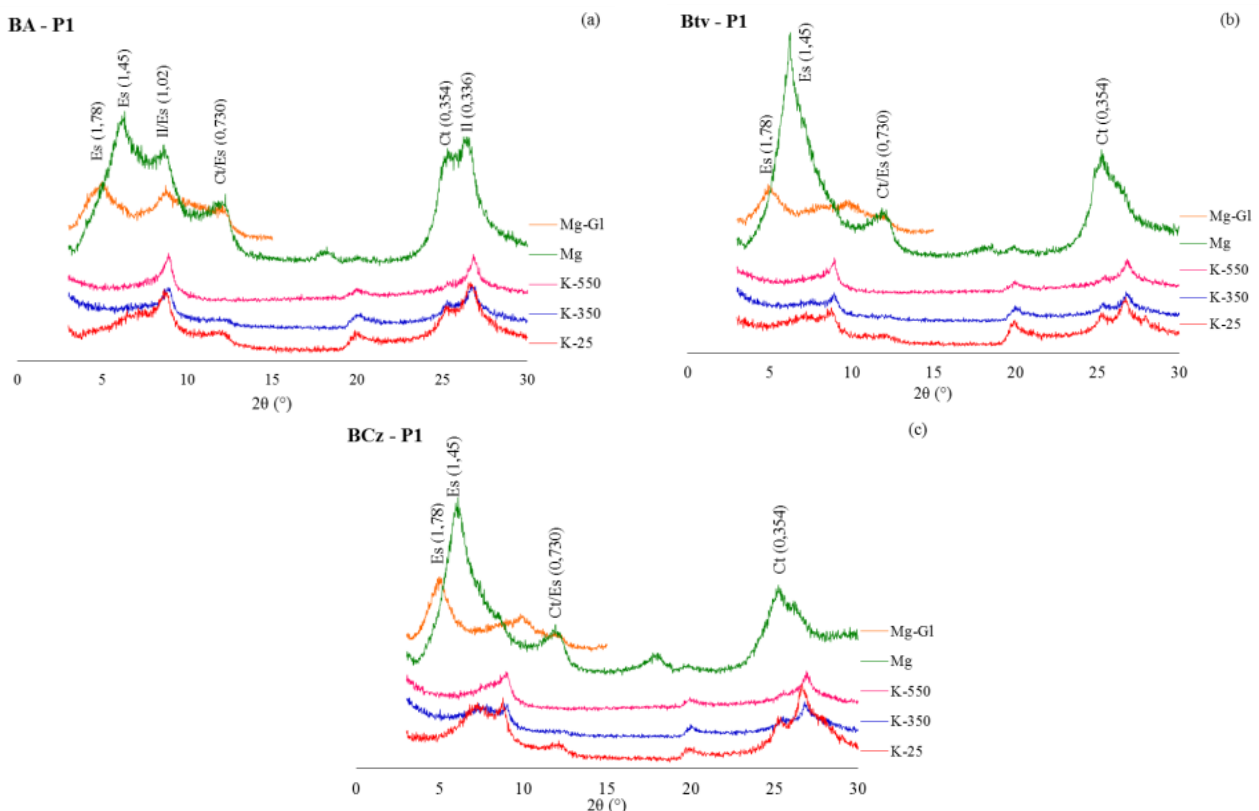 BA - P1
(a)
Es (1,78)
Es (1,45)
Il/Es (1,02)
Ct/Es (0,730)
Ct (0,354)
Il (0,336)
Mg-Gl
Mg
K-550
K-350
K-25
0 5 10 15 20 25 30
2θ (°)
Btv - P1
(b)
Es (1,78)
Es (1,45)
Ct/Es (0,730)
Ct (0,354)
Mg-Gl
Mg
K-550
K-350
K-25
0 5 10 15 20 25 30
2θ (°)
BCz - P1
(c)
Es (1,78)
Es (1,45)
Ct/Es (0,730)
Ct (0,354)
Mg-Gl
Mg
K-550
K-350
K-25
0 5 10 15 20 25 30
2θ (°)